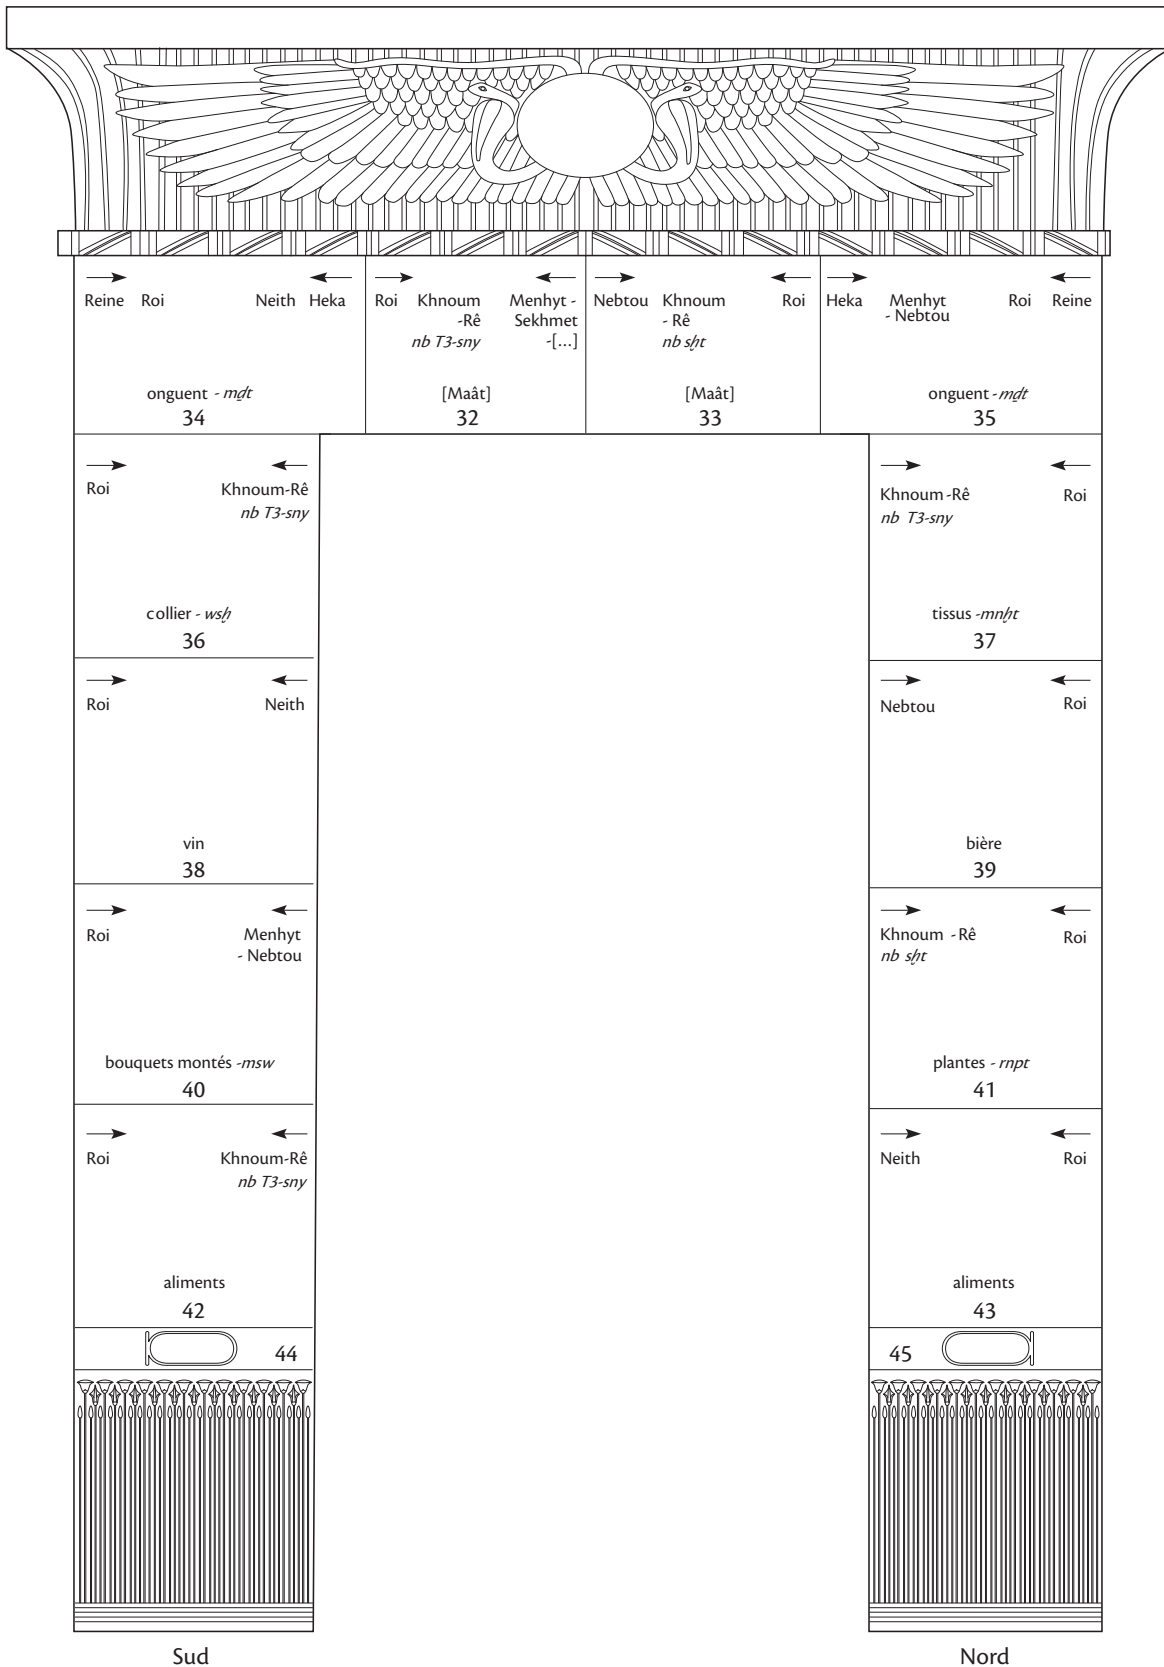 Reine Roi Neith Heka
onguent - mḏt
34
Roi Khnoum Menhyt -
-Rê Sekhmet
nb T3-sny -[...]
[Maât]
32
Nebtou Khnoum Roi
- Rê
nb sḫt
[Maât]
33
Heka Menhyt Roi Reine
- Nebtou
onguent - mḏt
35
Roi Khnoum-Rê
nb T3-sny
collier - wsḫ
36
Khnoum -Rê Roi
nb T3-sny
tissus -mnḫt
37
Roi Neith
vin
38
Nebtou Roi
bière
39
Roi Menhyt
- Nebtou
bouquets montés -msw
40
Khnoum -Rê Roi
nb sḫt
plantes - rnpt
41
Roi Khnoum-Rê
nb T3-sny
aliments
42
Neith Roi
aliments
43
44
45
Sud
Nord